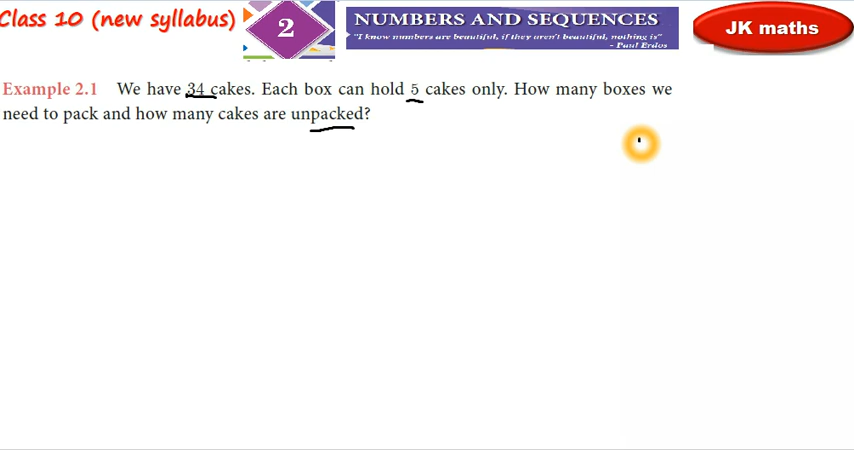 Class 10 (new syllabus)
2
NUMBERS AND SEQUENCES
"I know numbers are beautiful, if they aren't beautiful, nothing is"
- Paul Erdos
JK maths
Example 2.1 We have 34 cakes. Each box can hold 5 cakes only. How many boxes we
need to pack and how many cakes are unpacked?